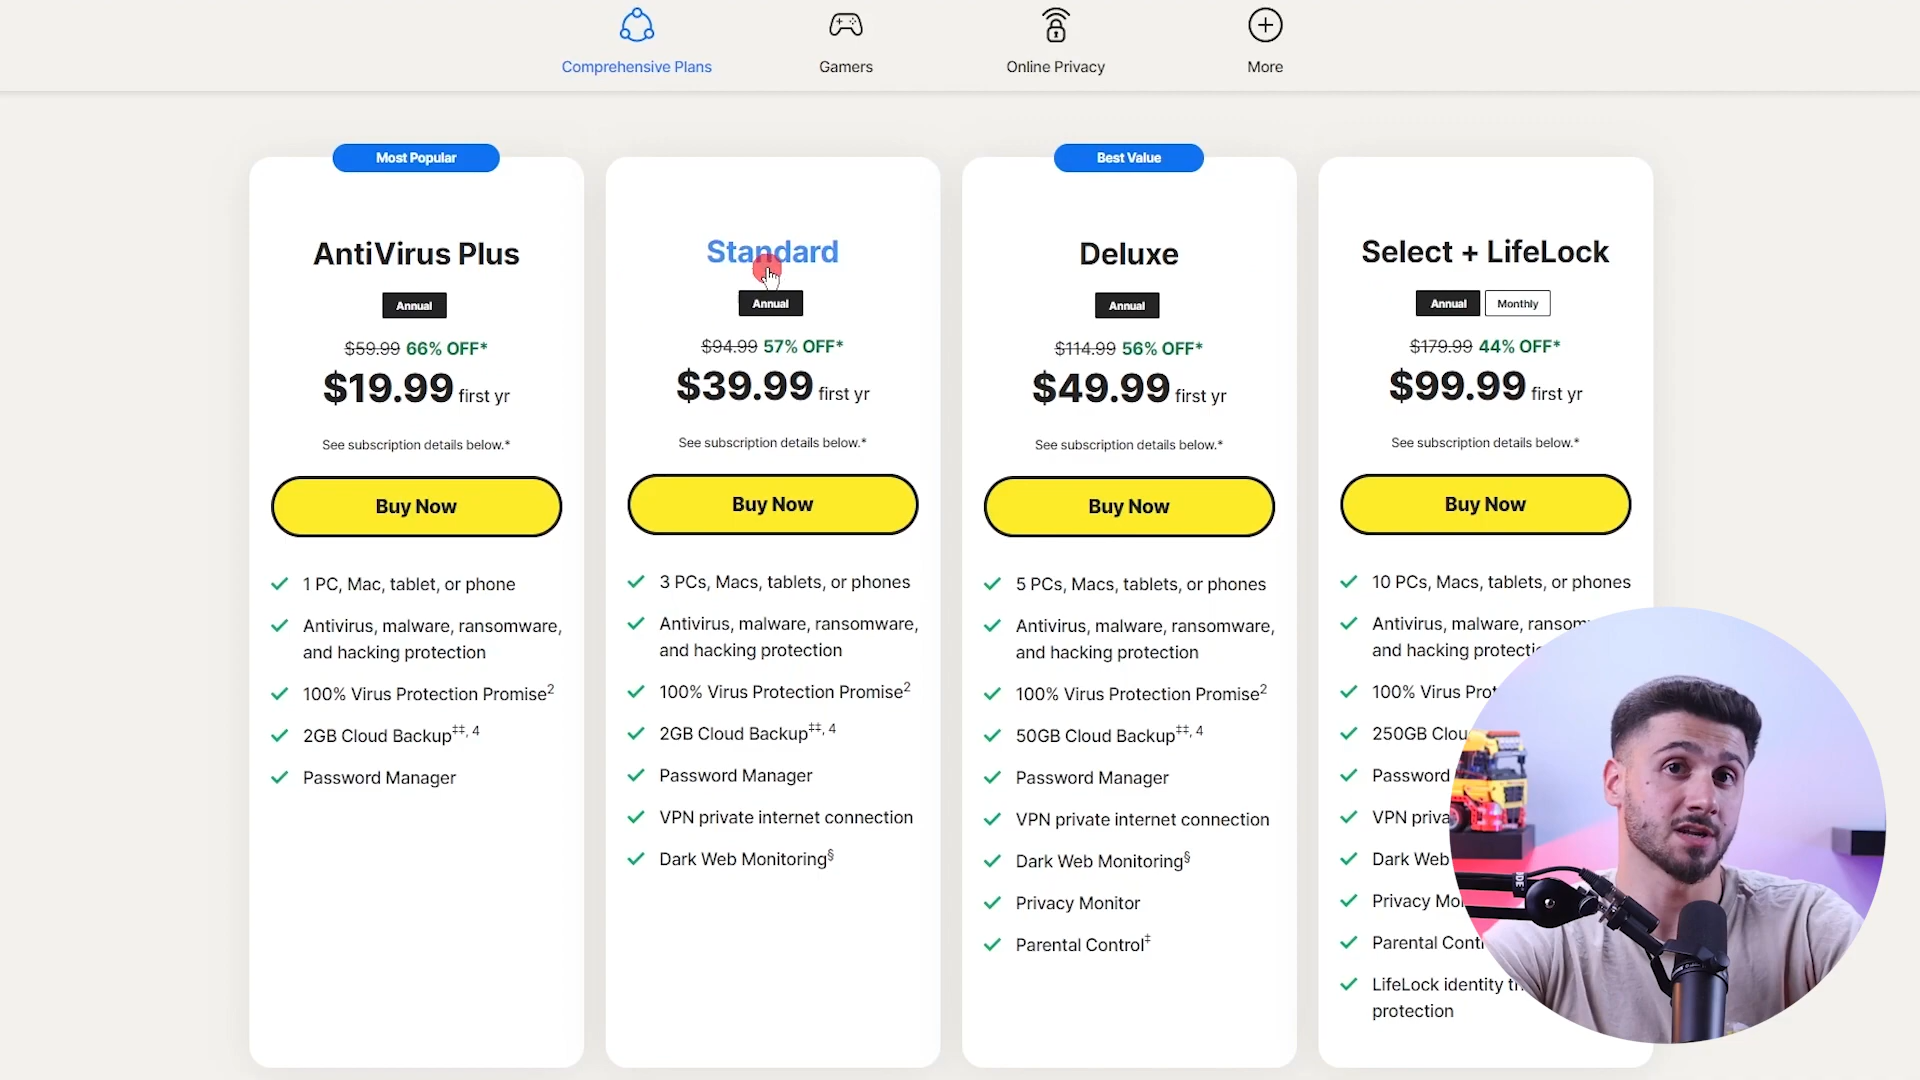 Comprehensive Plans
Gamers
Online Privacy
More
Most Popular
AntiVirus Plus
Annual
$59.99 66% OFF*
$19.99 first yr
See subscription details below.*
Buy Now
1 PC, Mac, tablet, or phone
Antivirus, malware, ransomware,
and hacking protection
100% Virus Protection Promise2
2GB Cloud Backup‡‡, 4
Password Manager
Standard
Annual
$94.99 57% OFF*
$39.99 first yr
See subscription details below.*
Buy Now
3 PCs, Macs, tablets, or phones
Antivirus, malware, ransomware,
and hacking protection
100% Virus Protection Promise2
2GB Cloud Backup‡‡, 4
Password Manager
VPN private internet connection
Dark Web Monitoring§
Best Value
Deluxe
Annual
$114.99 56% OFF*
$49.99 first yr
See subscription details below.*
Buy Now
5 PCs, Macs, tablets, or phones
Antivirus, malware, ransomware,
and hacking protection
100% Virus Protection Promise2
50GB Cloud Backup‡‡, 4
Password Manager
VPN private internet connection
Dark Web Monitoring§
Privacy Monitor
Parental Control‡
Select + LifeLock
Annual Monthly
$179.99 44% OFF*
$99.99 first yr
See subscription details below.*
Buy Now
10 PCs, Macs, tablets, or phones
Antivirus, malware,
and hacking
100% Virus
250GB
Password
VPN
Dark Web
Privacy
Parental
LifeLock identity
protection